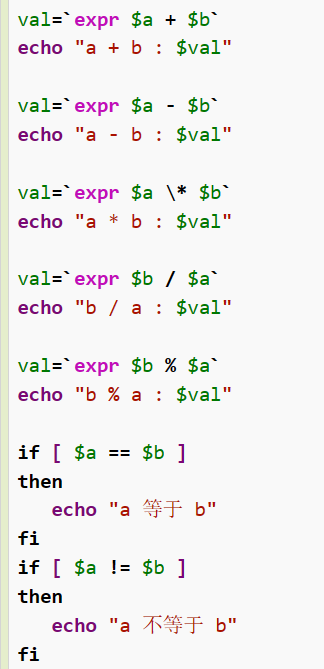 val=`expr $a + $b`
echo "a + b : $val"
val=`expr $a - $b`
echo "a - b : $val"
val=`expr $a \* $b`
echo "a * b : $val"
val=`expr $b / $a`
echo "b / a : $val"
val=`expr $b % $a`
echo "b % a : $val"
if [ $a == $b ]
then
   echo "a 等于 b"
fi
if [ $a != $b ]
then
   echo "a 不等于 b"
fi